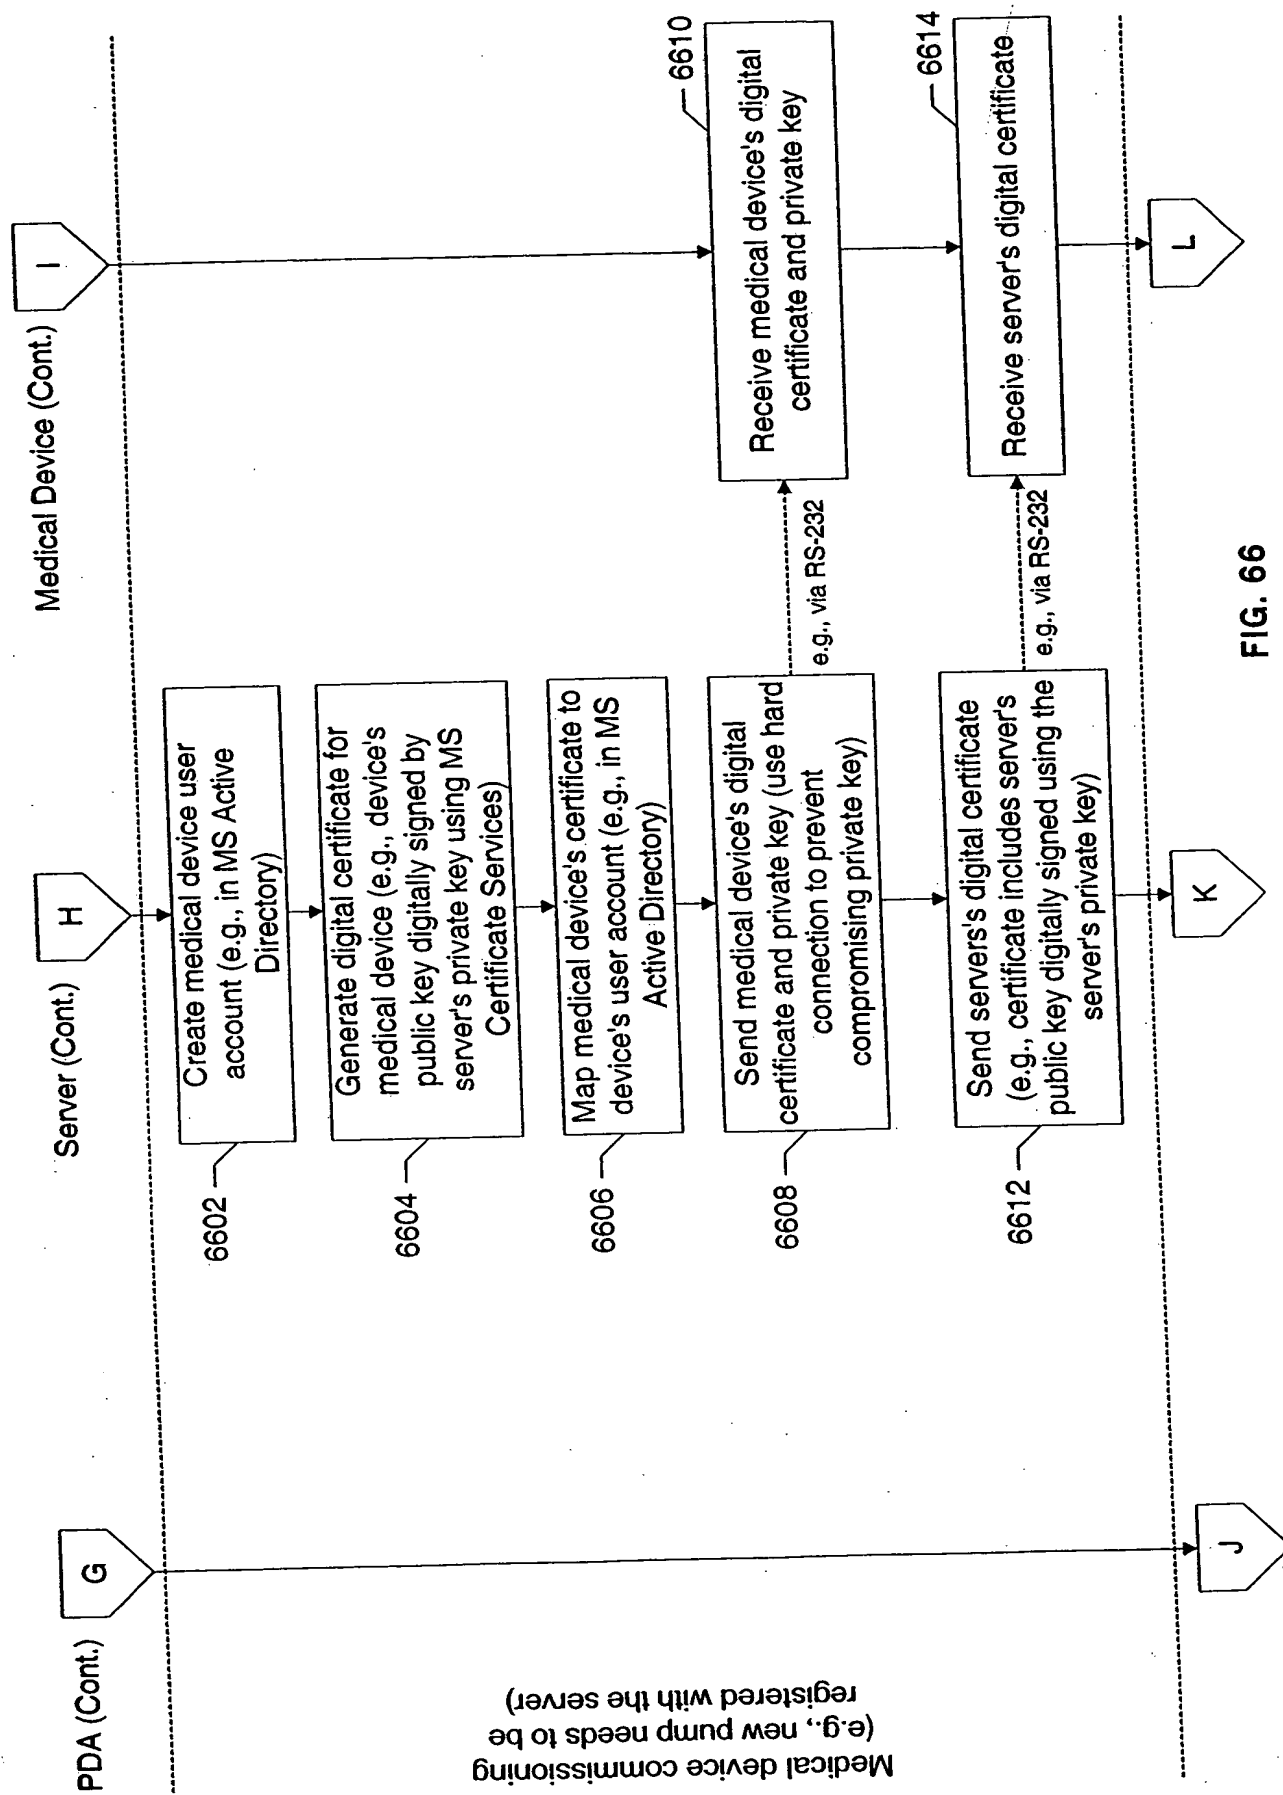 PDA (Cont.)
Server (Cont.)
Medical Device (Cont.)
G
H
I
Medical device commissioning
(e.g., new pump needs to be
registered with the server)
6602
Create medical device user
account (e.g., in MS Active
Directory)
6604
Generate digital certificate for
medical device (e.g., device's
public key digitally signed by
server's private key using MS
Certificate Services)
6606
Map medical device's certificate to
device's user account (e.g., in MS
Active Directory)
6608
Send medical device's digital
certificate and private key (use hard
connection to prevent
compromising private key)
e.g., via RS-232
6610
Receive medical device's digital
certificate and private key
6612
Send servers's digital certificate
(e.g., certificate includes server's
public key digitally signed using the
server's private key)
e.g., via RS-232
6614
Receive server's digital certificate
J
K
L
FIG. 66